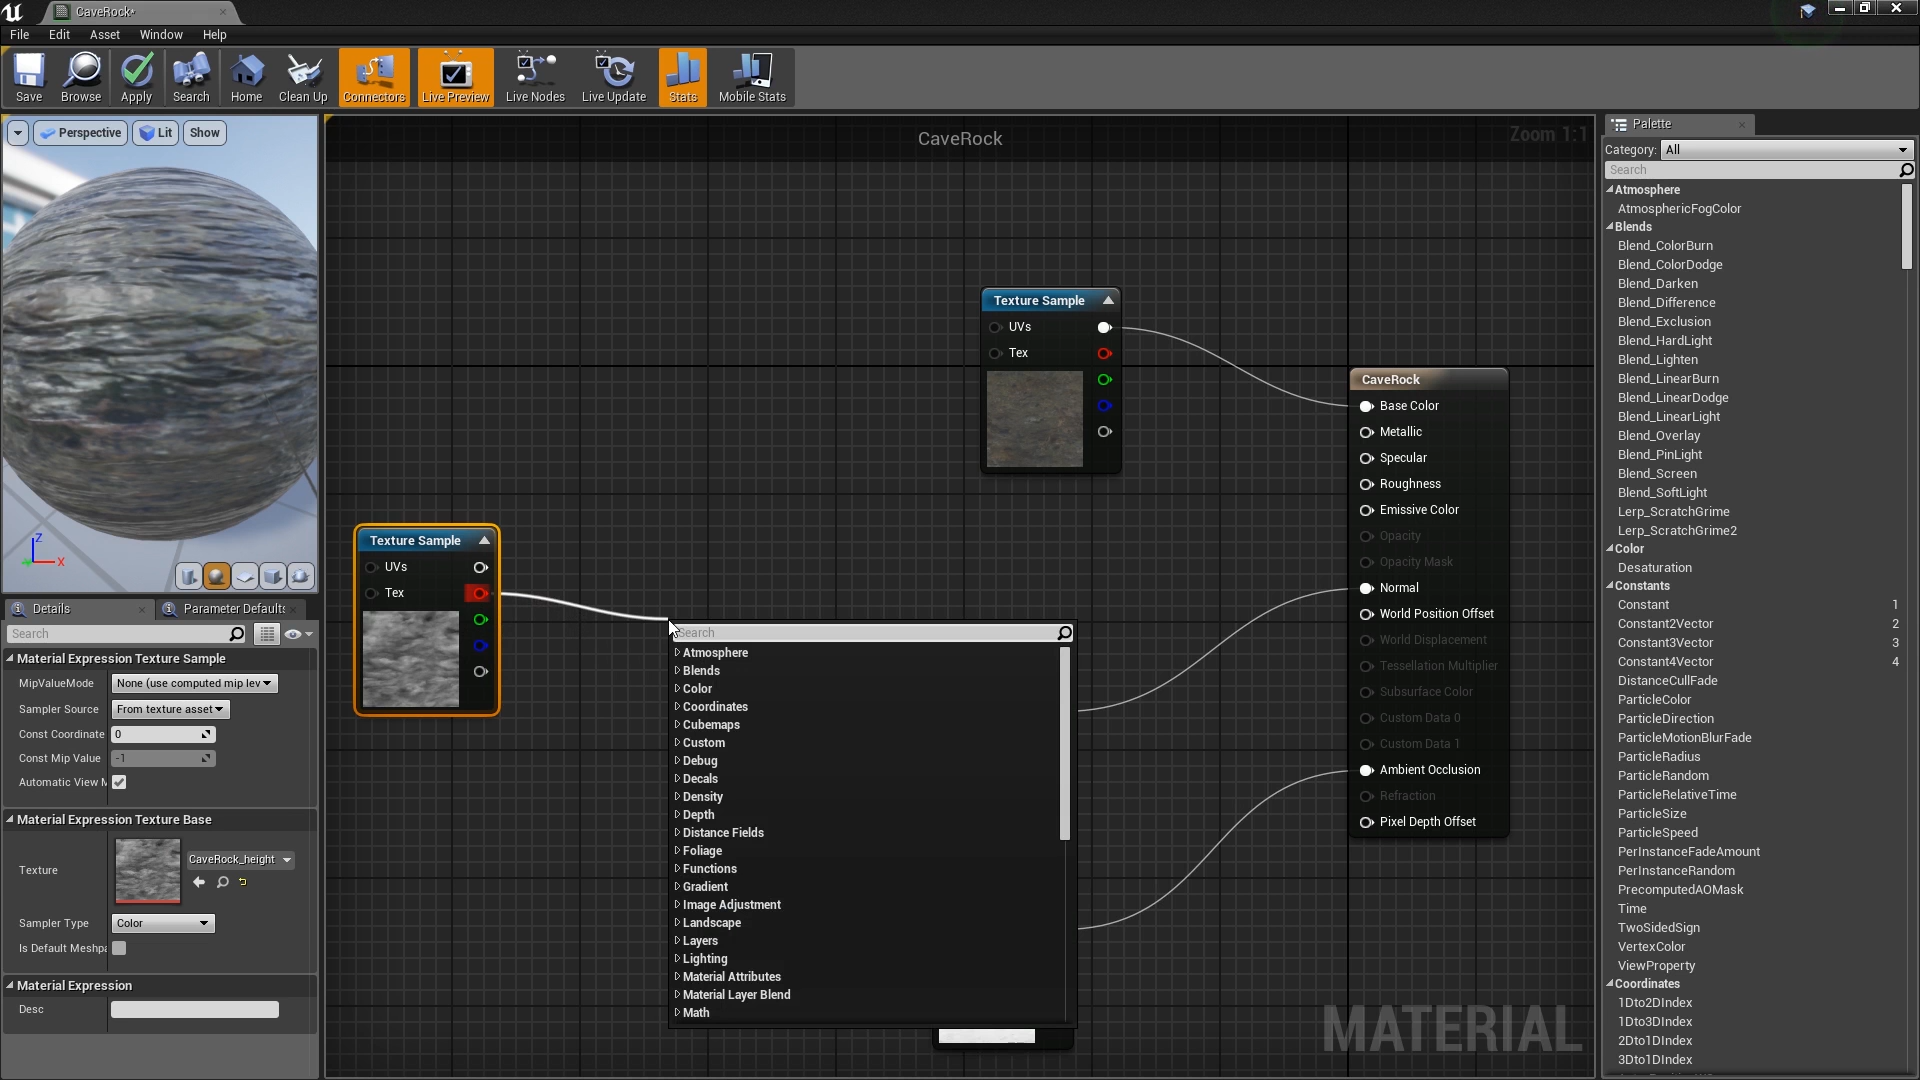 CaveRock*
File Edit Asset Window Help
Save Browse Apply Search Home Clean Up Connectors Live Preview Live Nodes Live Update Stats Mobile Stats
Perspective Lit Show
Z
X
Details Parameter Defaults
Search
Material Expression Texture Sample
MipValueMode None (use computed mip lev
Sampler Source From texture asset
Const Coordinate 0
Const Mip Value -1
Automatic View M
Material Expression Texture Base
Texture CaveRock_height
Sampler Type Color
Is Default Meshpa
Material Expression
Desc
CaveRock
Zoom 1:1
Texture Sample
UVs
Tex
Texture Sample
UVs
Tex
CaveRock
Base Color
Metallic
Specular
Roughness
Emissive Color
Opacity
Opacity Mask
Normal
World Position Offset
World Displacement
Tessellation Multiplier
Subsurface Color
Custom Data 0
Custom Data 1
Ambient Occlusion
Refraction
Pixel Depth Offset
Search
Atmosphere
Blends
Color
Coordinates
Cubemaps
Custom
Debug
Decals
Density
Depth
Distance Fields
Foliage
Functions
Gradient
Image Adjustment
Landscape
Layers
Lighting
Material Attributes
Material Layer Blend
Math
MATERIAL
Palette
Category: All
Search
Atmosphere
AtmosphericFogColor
Blends
Blend_ColorBurn
Blend_ColorDodge
Blend_Darken
Blend_Difference
Blend_Exclusion
Blend_HardLight
Blend_Lighten
Blend_LinearBurn
Blend_LinearDodge
Blend_LinearLight
Blend_Overlay
Blend_PinLight
Blend_Screen
Blend_SoftLight
Lerp_ScratchGrime
Lerp_ScratchGrime2
Color
Desaturation
Constants
Constant 1
Constant2Vector 2
Constant3Vector 3
Constant4Vector 4
DistanceCullFade
ParticleColor
ParticleDirection
ParticleMotionBlurFade
ParticleRadius
ParticleRandom
ParticleRelativeTime
ParticleSize
ParticleSpeed
PerInstanceFadeAmount
PerInstanceRandom
PrecomputedAOMask
Time
TwoSidedSign
VertexColor
ViewProperty
Coordinates
1Dto2DIndex
1Dto3DIndex
2Dto1DIndex
3Dto1DIndex